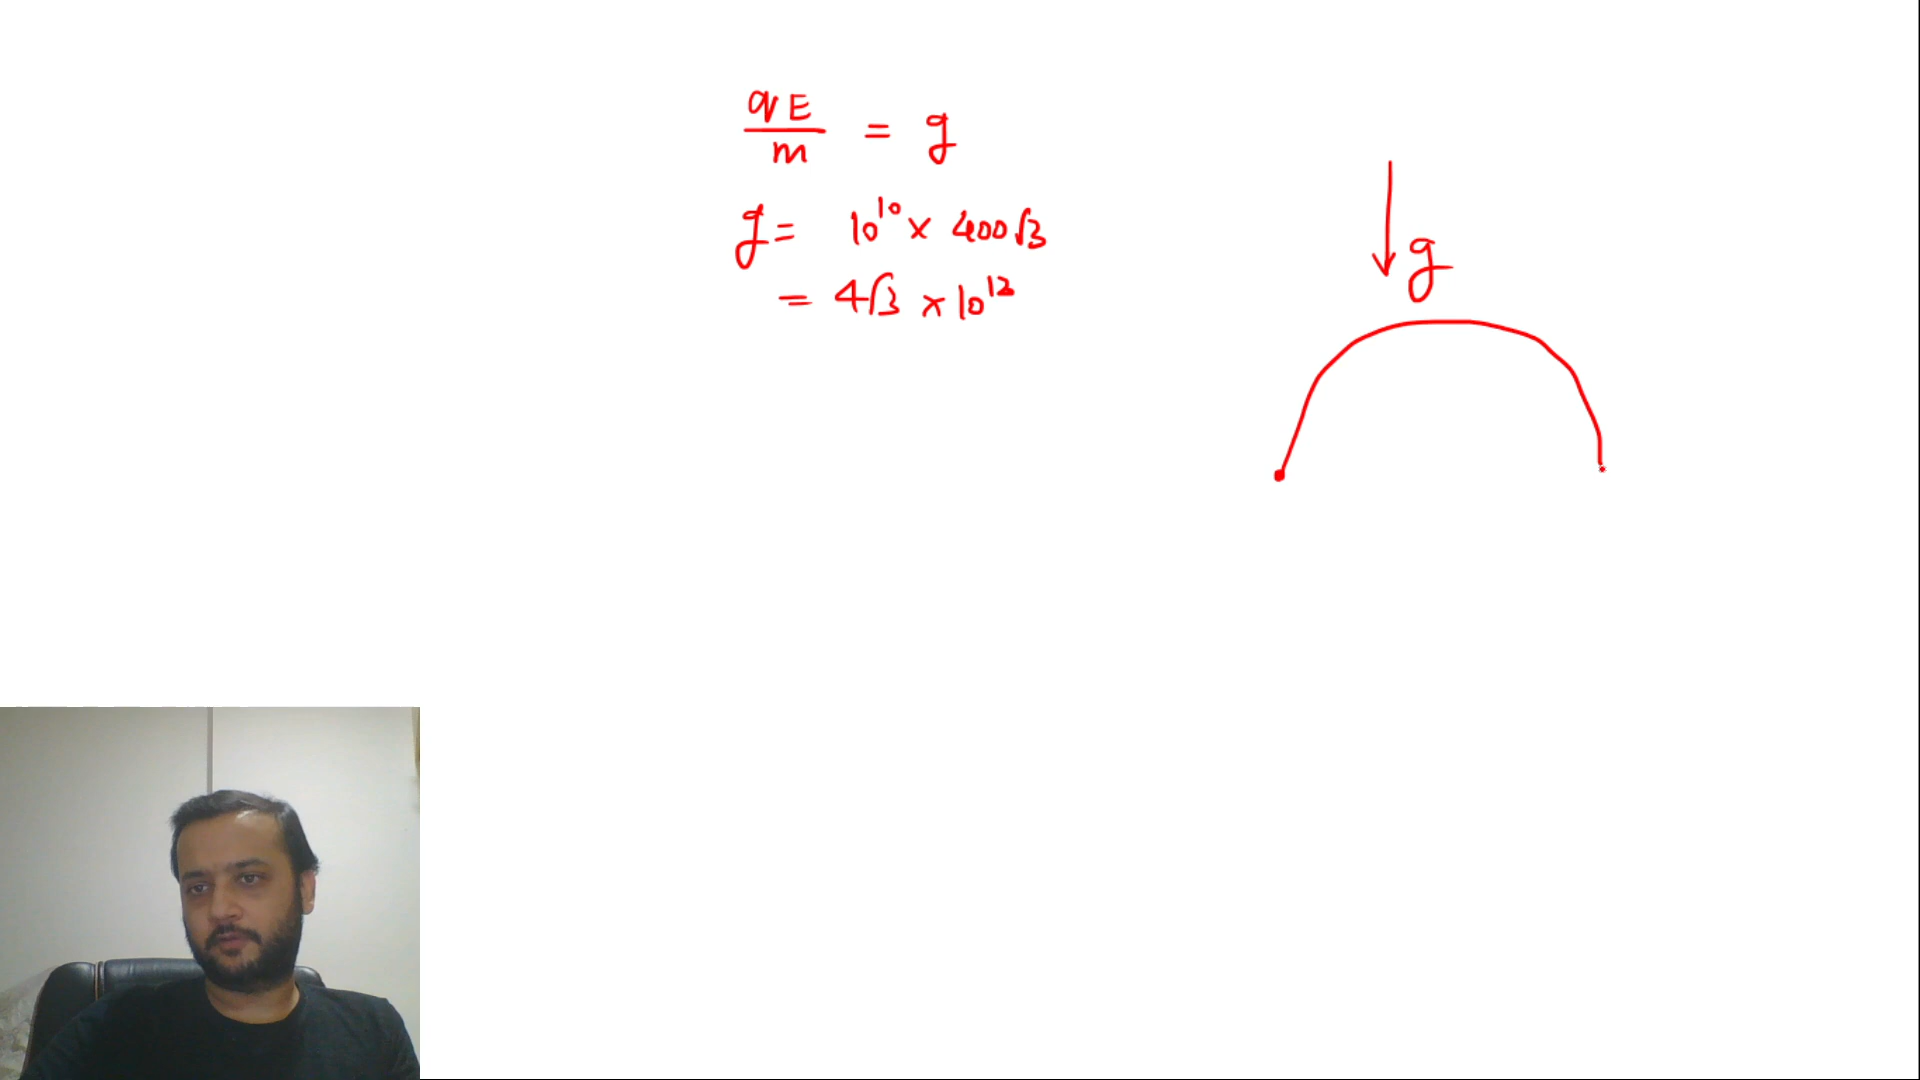 qE/m = g
g = 10¹⁰ × 400√3
= 4√3 × 10¹²
g